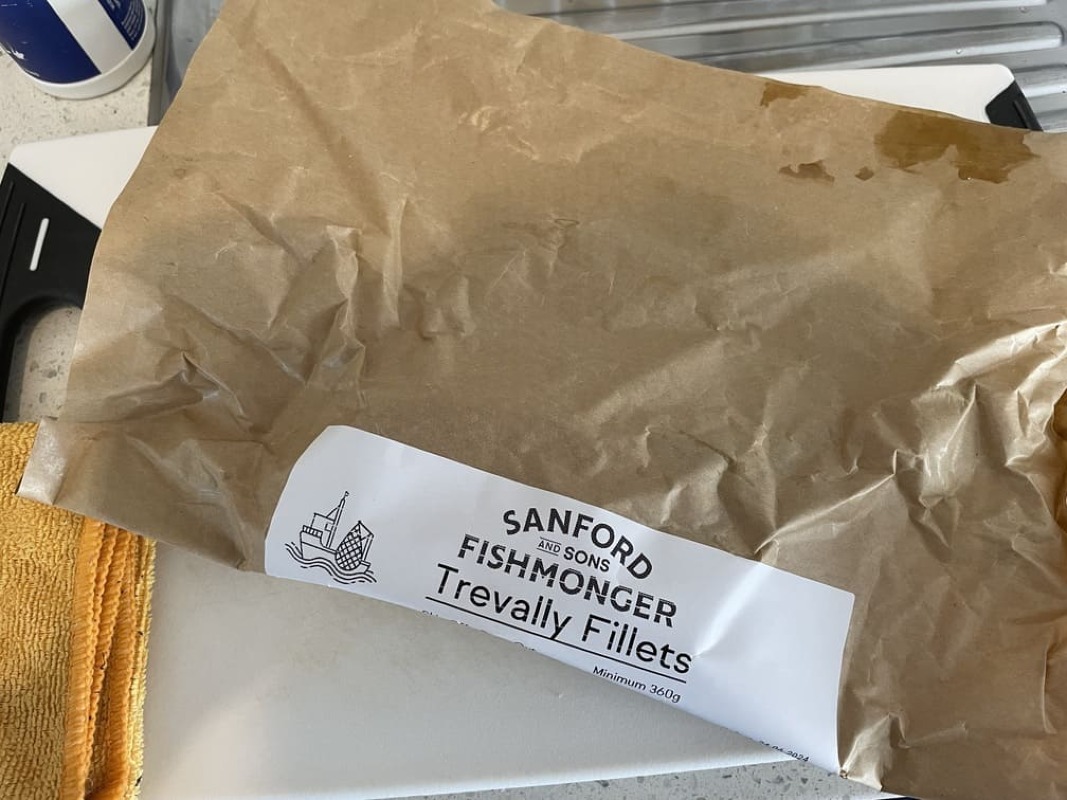 SANFORD
AND SONS
FISHMONGER
Trevally Fillets
Minimum 360g